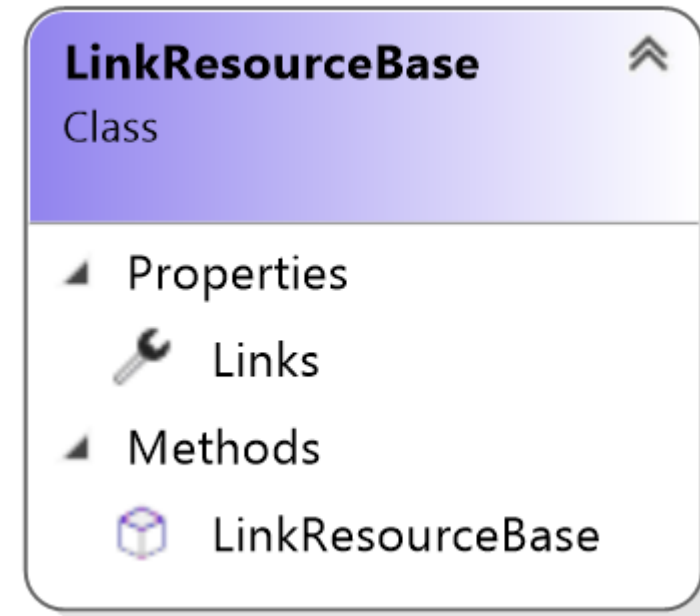 LinkResourceBase
Class
Properties
Links
Methods
LinkResourceBase